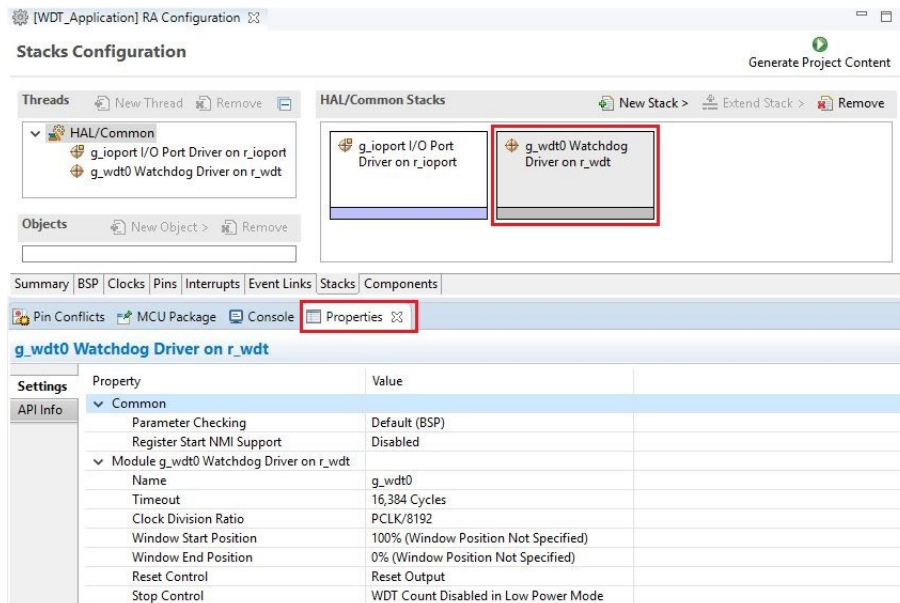 [WDT_Application] RA Configuration
Stacks Configuration
Generate Project Content
Threads
New Thread
Remove
HAL/Common
g_ioport I/O Port Driver on r_ioport
g_wdt0 Watchdog Driver on r_wdt
Objects
New Object >
Remove
HAL/Common Stacks
New Stack >
Extend Stack >
Remove
g_ioport I/O Port
Driver on r_ioport
g_wdt0 Watchdog
Driver on r_wdt
Summary BSP Clocks Pins Interrupts Event Links Stacks Components
Pin Conflicts MCU Package Console Properties
g_wdt0 Watchdog Driver on r_wdt
Settings
API Info
Property Value
Common
Parameter Checking Default (BSP)
Register Start NMI Support Disabled
Module g_wdt0 Watchdog Driver on r_wdt
Name g_wdt0
Timeout 16,384 Cycles
Clock Division Ratio PCLK/8192
Window Start Position 100% (Window Position Not Specified)
Window End Position 0% (Window Position Not Specified)
Reset Control Reset Output
Stop Control WDT Count Disabled in Low Power Mode